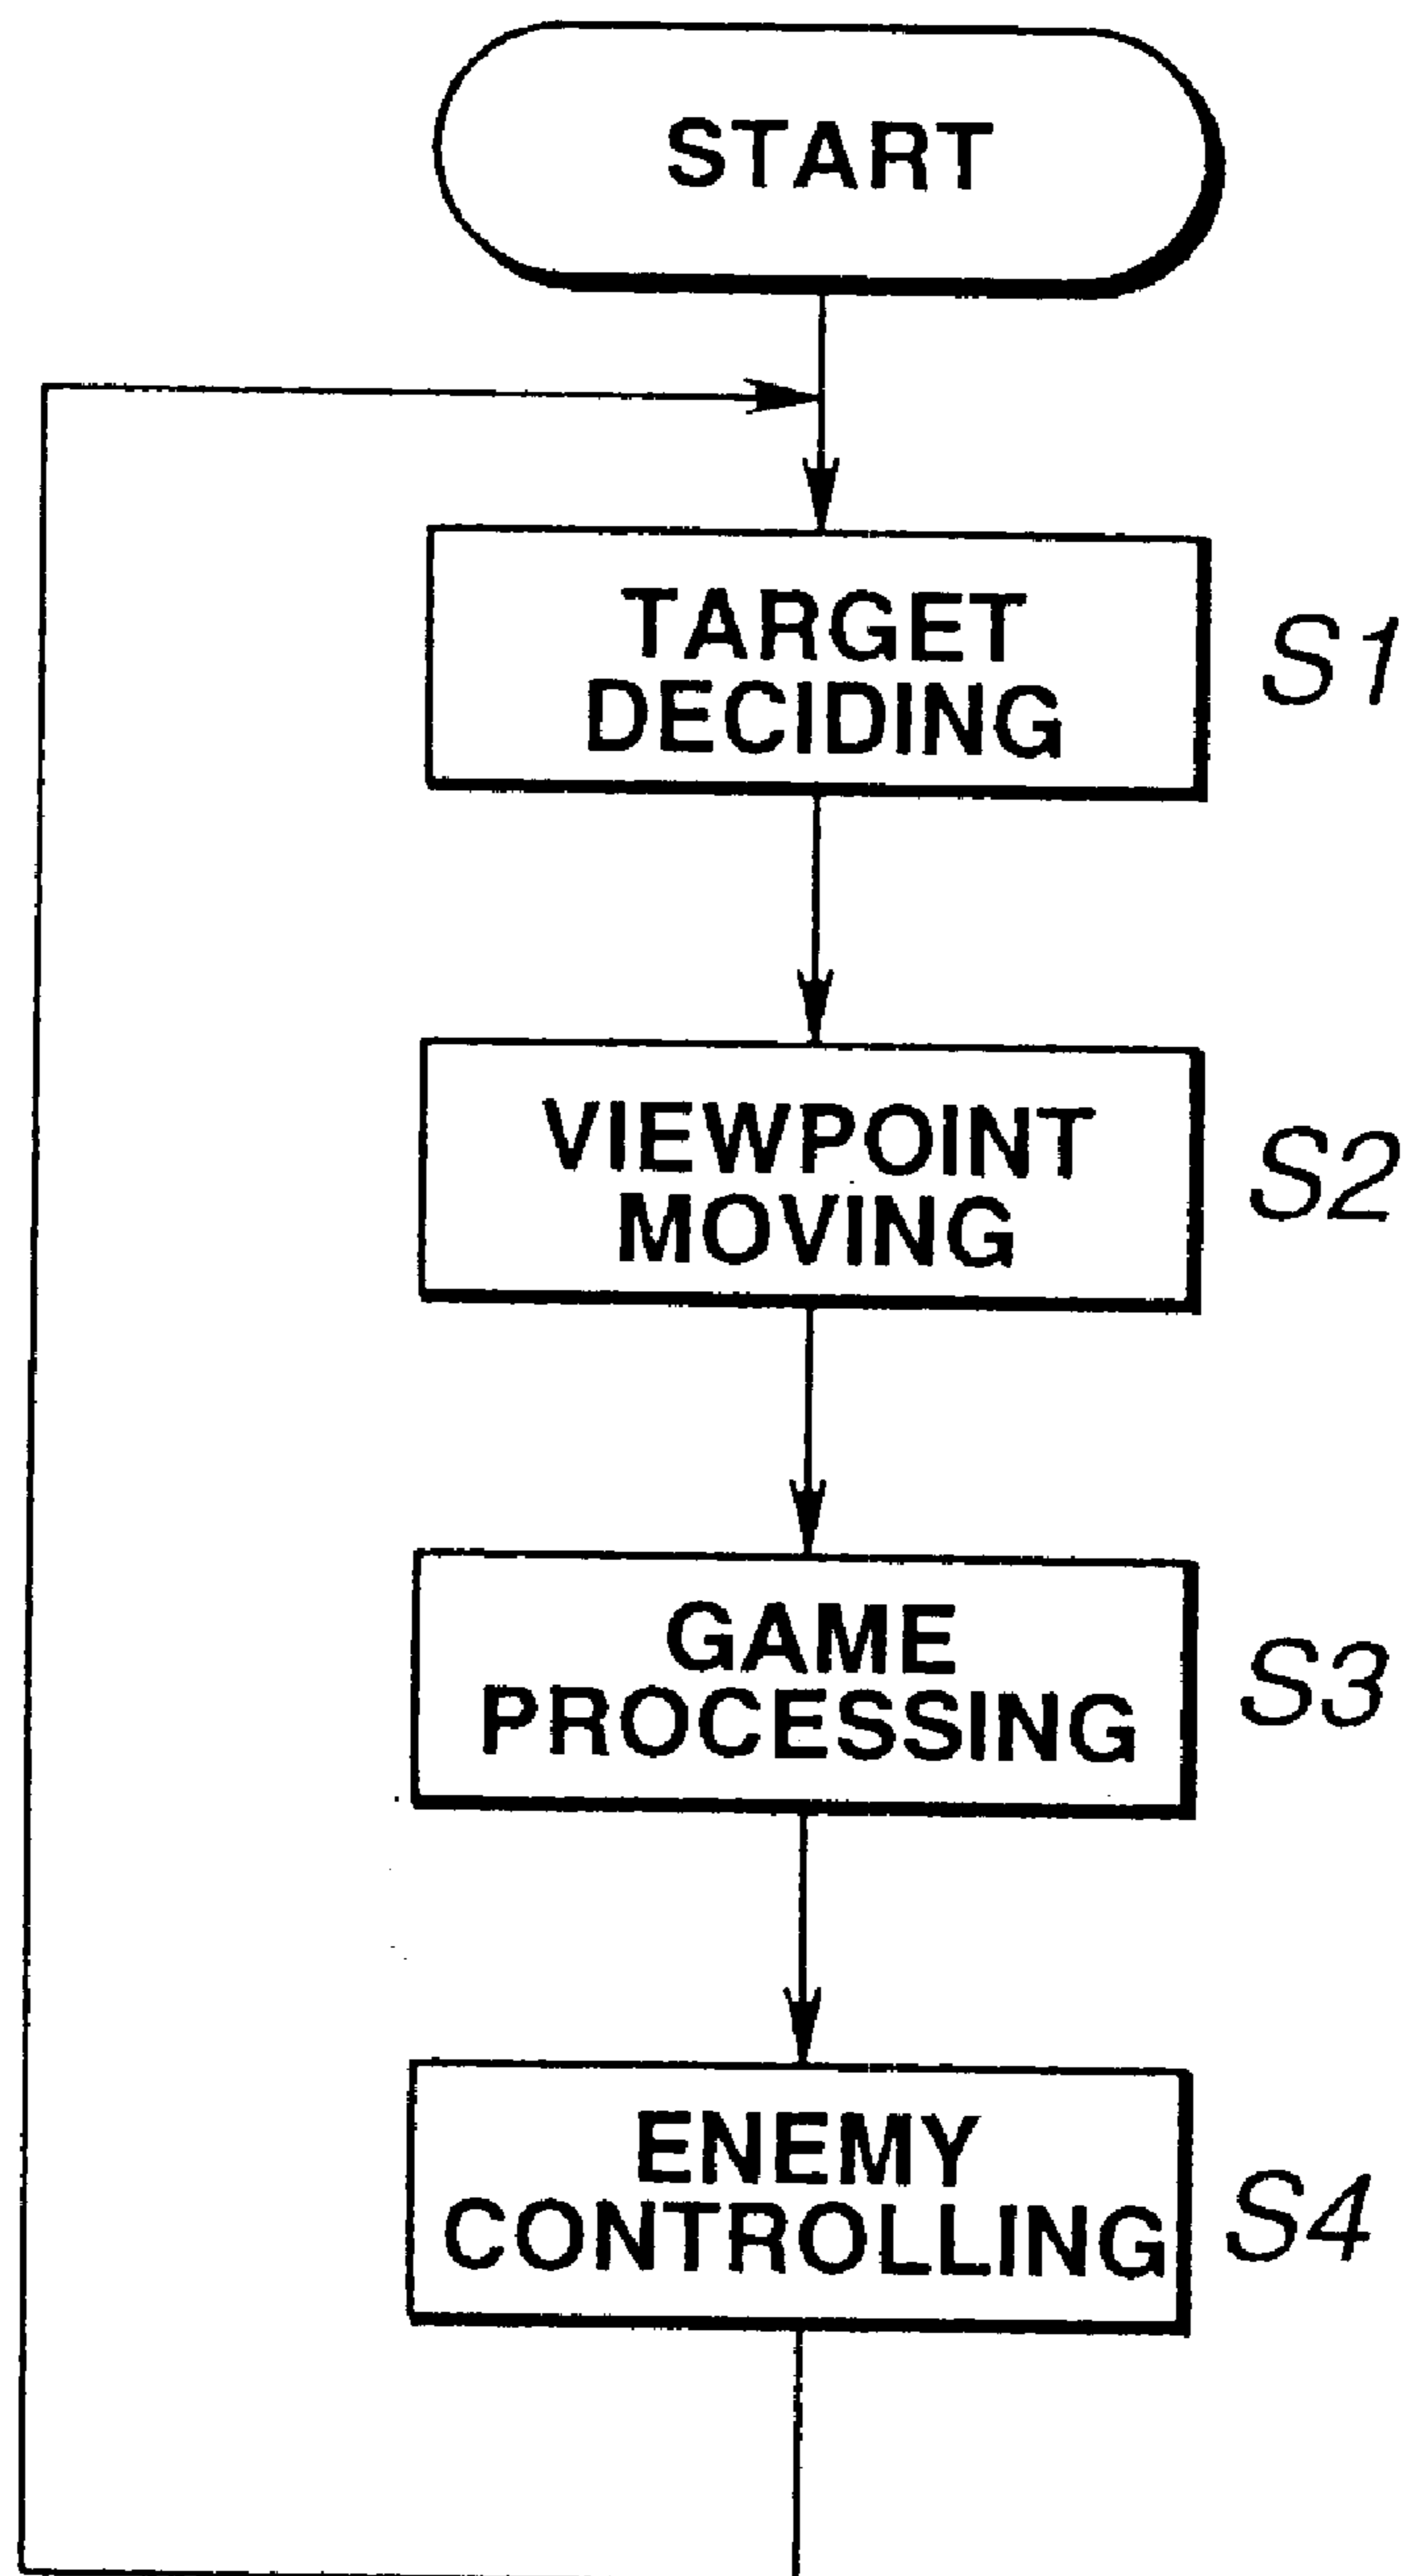 START
TARGET
DECIDING
S1
VIEWPOINT
MOVING
S2
GAME
PROCESSING
S3
ENEMY
CONTROLLING
S4